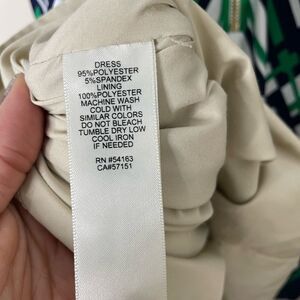 DRESS
95%POLYESTER
5%SPANDEX
LINING
100%POLYESTER
MACHINE WASH
COLD WITH
SIMILAR COLORS
DO NOT BLEACH
TUMBLE DRY LOW
COOL IRON
IF NEEDED
RN #54163
CA#57151